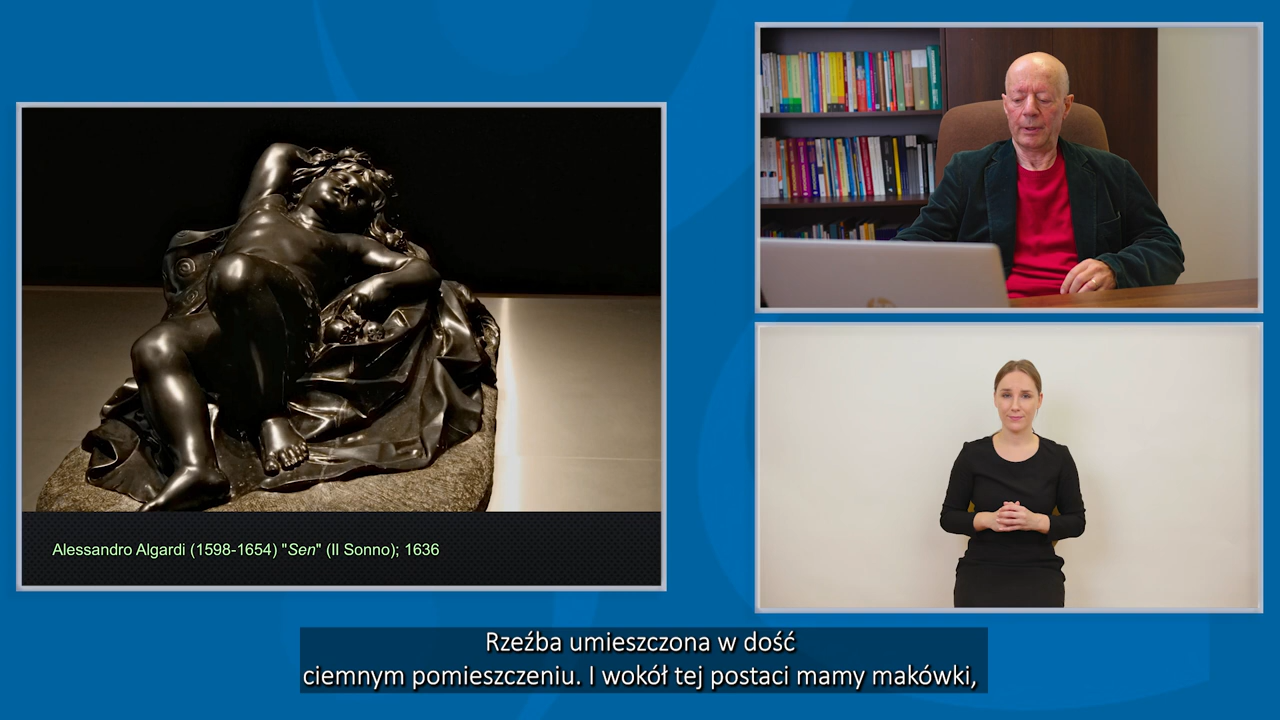 Alessandro Algardi (1598-1654) "Sen" (Il Sonno); 1636
Rzeźba umieszczona w dość
ciemnym pomieszczeniu. I wokół tej postaci mamy makówki,